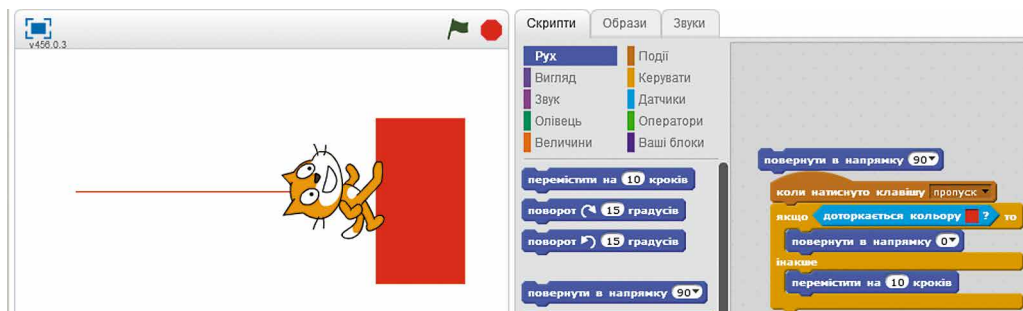 v456.0.3
Скрипти
Образи
Звуки
Рух
Події
Вигляд
Керувати
Звук
Датчики
Олівець
Оператори
Величини
Ваші блоки
перемістити на 10 кроків
поворот 15 градусів
поворот 15 градусів
повернути в напрямку 90
повернути в напрямку 90
коли натиснуто клавішу пропуск
якщо доторкається кольору ? то
повернути в напрямку 0
інакше
перемістити на 10 кроків